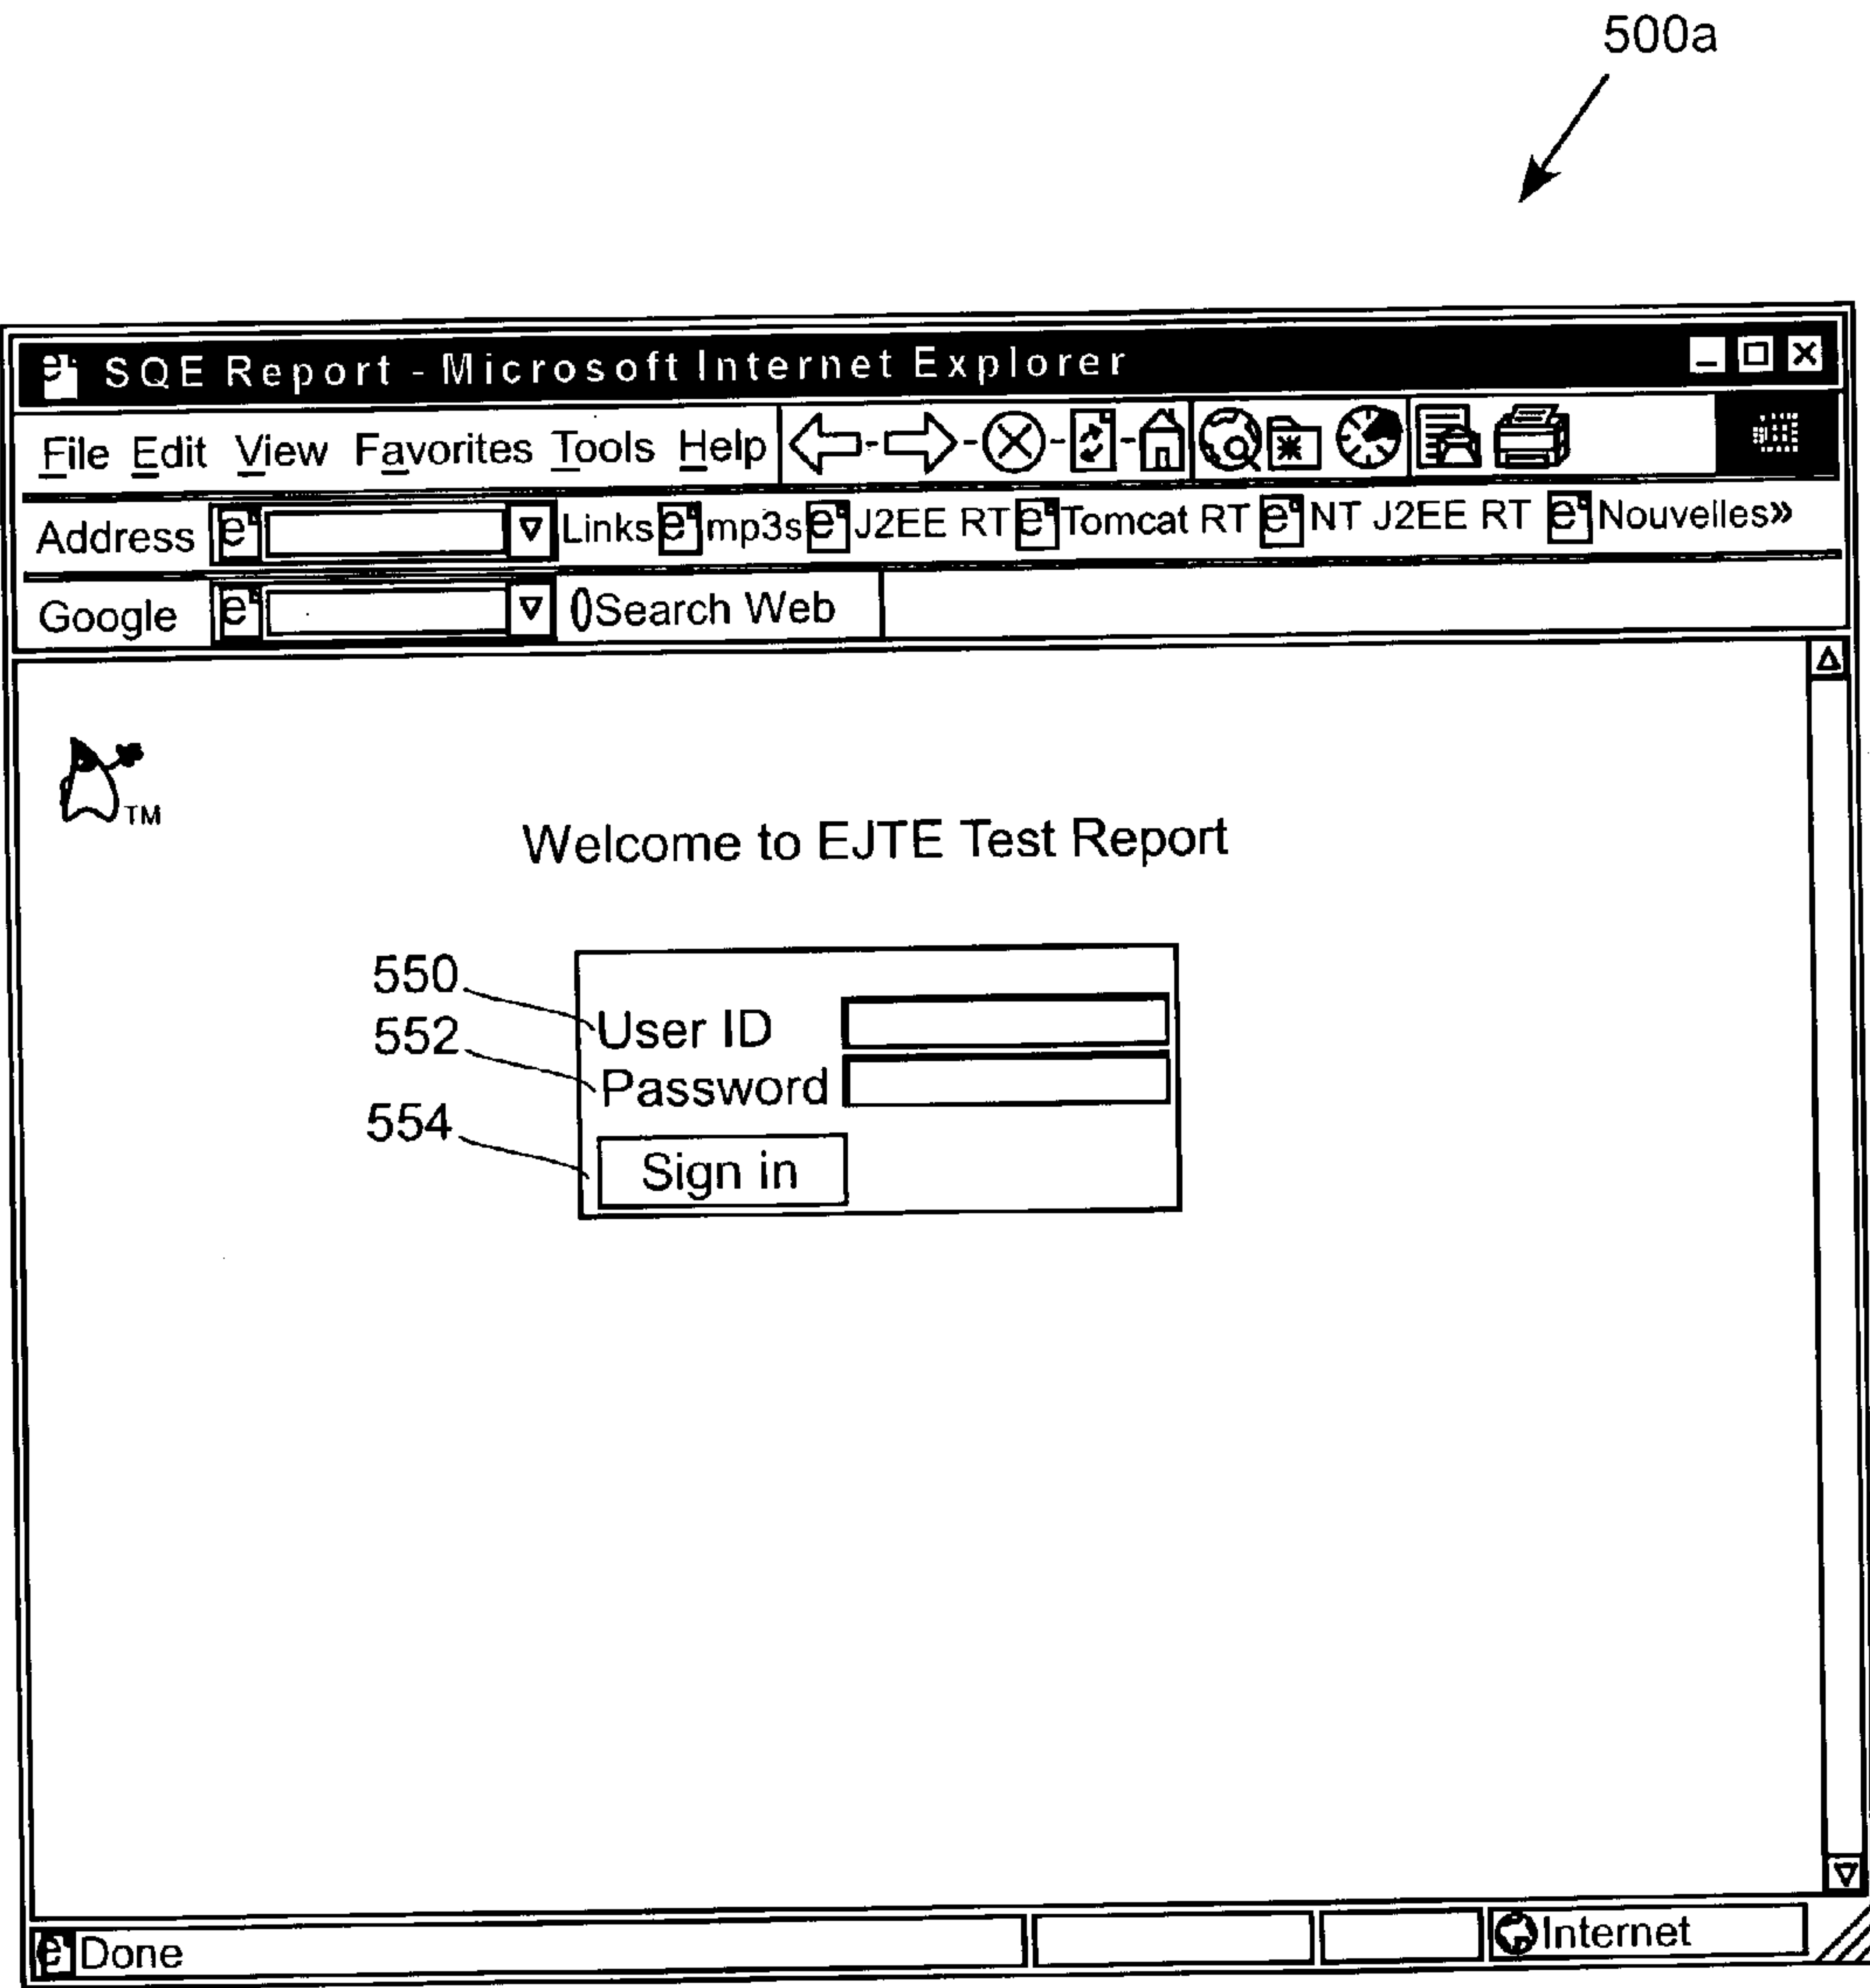 500a
SQE Report - Microsoft Internet Explorer
File Edit View Favorites Tools Help
Address Links mp3s J2EE RT Tomcat RT NT J2EE RT Nouvelles»
Google Search Web
TM
Welcome to EJTE Test Report
550
User ID
552
Password
554
Sign in
Done
Internet